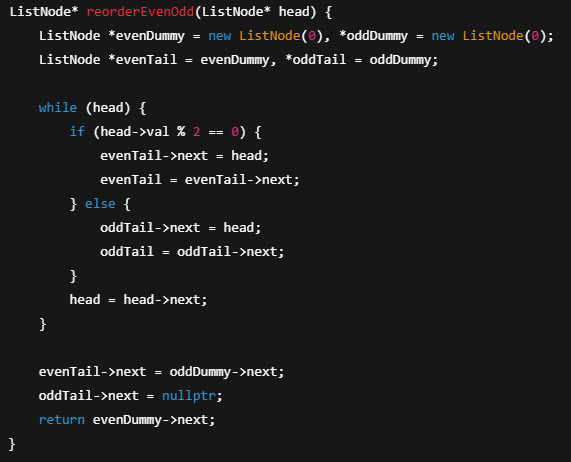 ListNode* reorderEvenOdd(ListNode* head) {
    ListNode *evenDummy = new ListNode(0), *oddDummy = new ListNode(0);
    ListNode *evenTail = evenDummy, *oddTail = oddDummy;

    while (head) {
        if (head->val % 2 == 0) {
            evenTail->next = head;
            evenTail = evenTail->next;
        } else {
            oddTail->next = head;
            oddTail = oddTail->next;
        }
        head = head->next;
    }

    evenTail->next = oddDummy->next;
    oddTail->next = nullptr;
    return evenDummy->next;
}